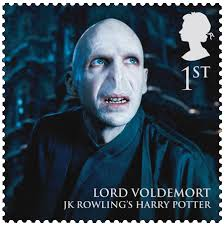 1ST
LORD VOLDEMORT
JK ROWLING'S HARRY POTTER